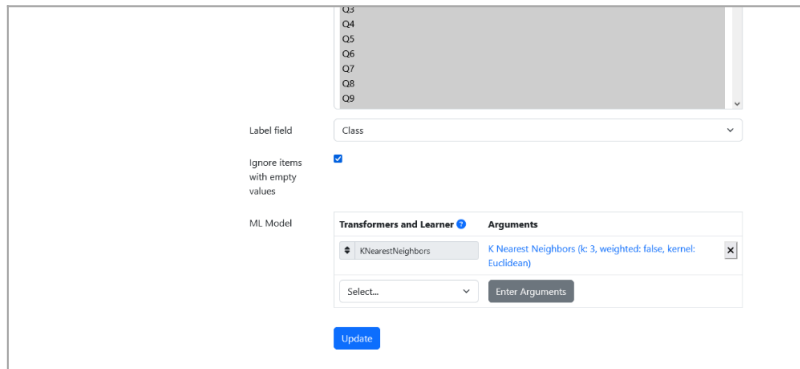 Q3
Q4
Q5
Q6
Q7
Q8
Q9
Label field
Class
Ignore items
with empty
values
ML Model
Transformers and Learner ?
Arguments
KNearestNeighbors
K Nearest Neighbors (k: 3, weighted: false, kernel:
Euclidean)
Select...
Enter Arguments
Update